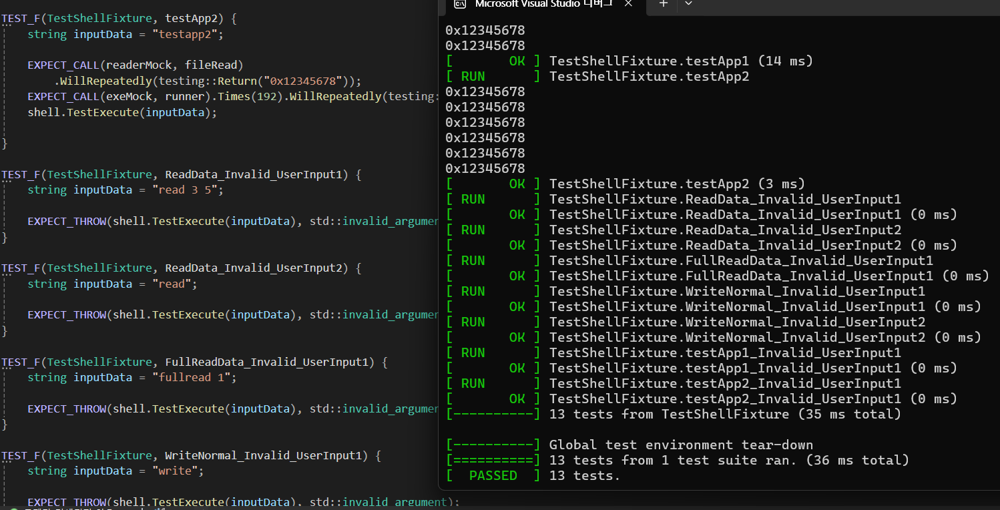 TEST_F(TestShellFixture, testApp2) {
string inputData = "testapp2";
EXPECT_CALL(readerMock, fileRead)
.WillRepeatedly(testing::Return("0x12345678"));
EXPECT_CALL(exeMock, runner).Times(192).WillRepeatedly(testing:
shell.TestExecute(inputData);
}
TEST_F(TestShellFixture, ReadData_Invalid_UserInput1) {
string inputData = "read 3 5";
EXPECT_THROW(shell.TestExecute(inputData), std::invalid_argumen
}
TEST_F(TestShellFixture, ReadData_Invalid_UserInput2) {
string inputData = "read";
EXPECT_THROW(shell.TestExecute(inputData), std::invalid_argumen
}
TEST_F(TestShellFixture, FullReadData_Invalid_UserInput1) {
string inputData = "fullread 1";
EXPECT_THROW(shell.TestExecute(inputData), std::invalid_argumen
}
TEST_F(TestShellFixture, WriteNormal_Invalid_UserInput1) {
string inputData = "write";
EXPECT_THROW(shell.TestExecute(inputData), std::invalid_argument);
Microsoft Visual Studio 디버그
0x12345678
0x12345678
[       OK ] TestShellFixture.testApp1 (14 ms)
[ RUN      ] TestShellFixture.testApp2
0x12345678
0x12345678
0x12345678
0x12345678
0x12345678
0x12345678
[       OK ] TestShellFixture.testApp2 (3 ms)
[ RUN      ] TestShellFixture.ReadData_Invalid_UserInput1
[       OK ] TestShellFixture.ReadData_Invalid_UserInput1 (0 ms)
[ RUN      ] TestShellFixture.ReadData_Invalid_UserInput2
[       OK ] TestShellFixture.ReadData_Invalid_UserInput2 (0 ms)
[ RUN      ] TestShellFixture.FullReadData_Invalid_UserInput1
[       OK ] TestShellFixture.FullReadData_Invalid_UserInput1 (0 ms)
[ RUN      ] TestShellFixture.WriteNormal_Invalid_UserInput1
[       OK ] TestShellFixture.WriteNormal_Invalid_UserInput1 (0 ms)
[ RUN      ] TestShellFixture.WriteNormal_Invalid_UserInput2
[       OK ] TestShellFixture.WriteNormal_Invalid_UserInput2 (0 ms)
[ RUN      ] TestShellFixture.testApp1_Invalid_UserInput1
[       OK ] TestShellFixture.testApp1_Invalid_UserInput1 (0 ms)
[ RUN      ] TestShellFixture.testApp2_Invalid_UserInput1
[       OK ] TestShellFixture.testApp2_Invalid_UserInput1 (0 ms)
[----------] 13 tests from TestShellFixture (35 ms total)
[----------] Global test environment tear-down
[==========] 13 tests from 1 test suite ran. (36 ms total)
[  PASSED  ] 13 tests.